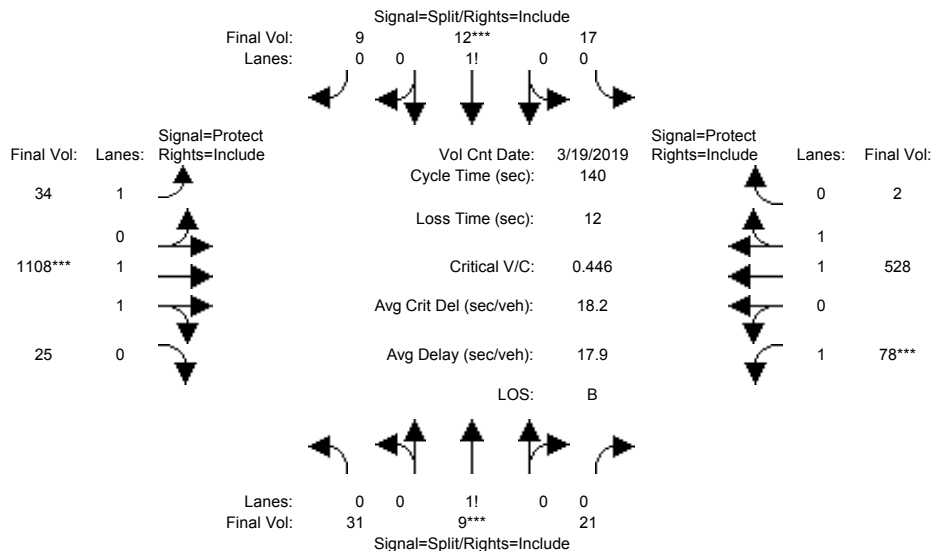 Signal=Split/Rights=Include
Final Vol: 9 12*** 17
Lanes: 0 0 1! 0 0
Signal=Protect Signal=Protect
Final Vol: Lanes: Rights=Include Vol Cnt Date: 3/19/2019 Rights=Include Lanes: Final Vol:
Cycle Time (sec): 140
34 1 0 2
Loss Time (sec): 12
0 1
1108*** 1 Critical V/C: 0.446 1 528
1 Avg Crit Del (sec/veh): 18.2 0
25 0 Avg Delay (sec/veh): 17.9 1 78***
LOS: B
Lanes: 0 0 1! 0 0
Final Vol: 31 9*** 21
Signal=Split/Rights=Include